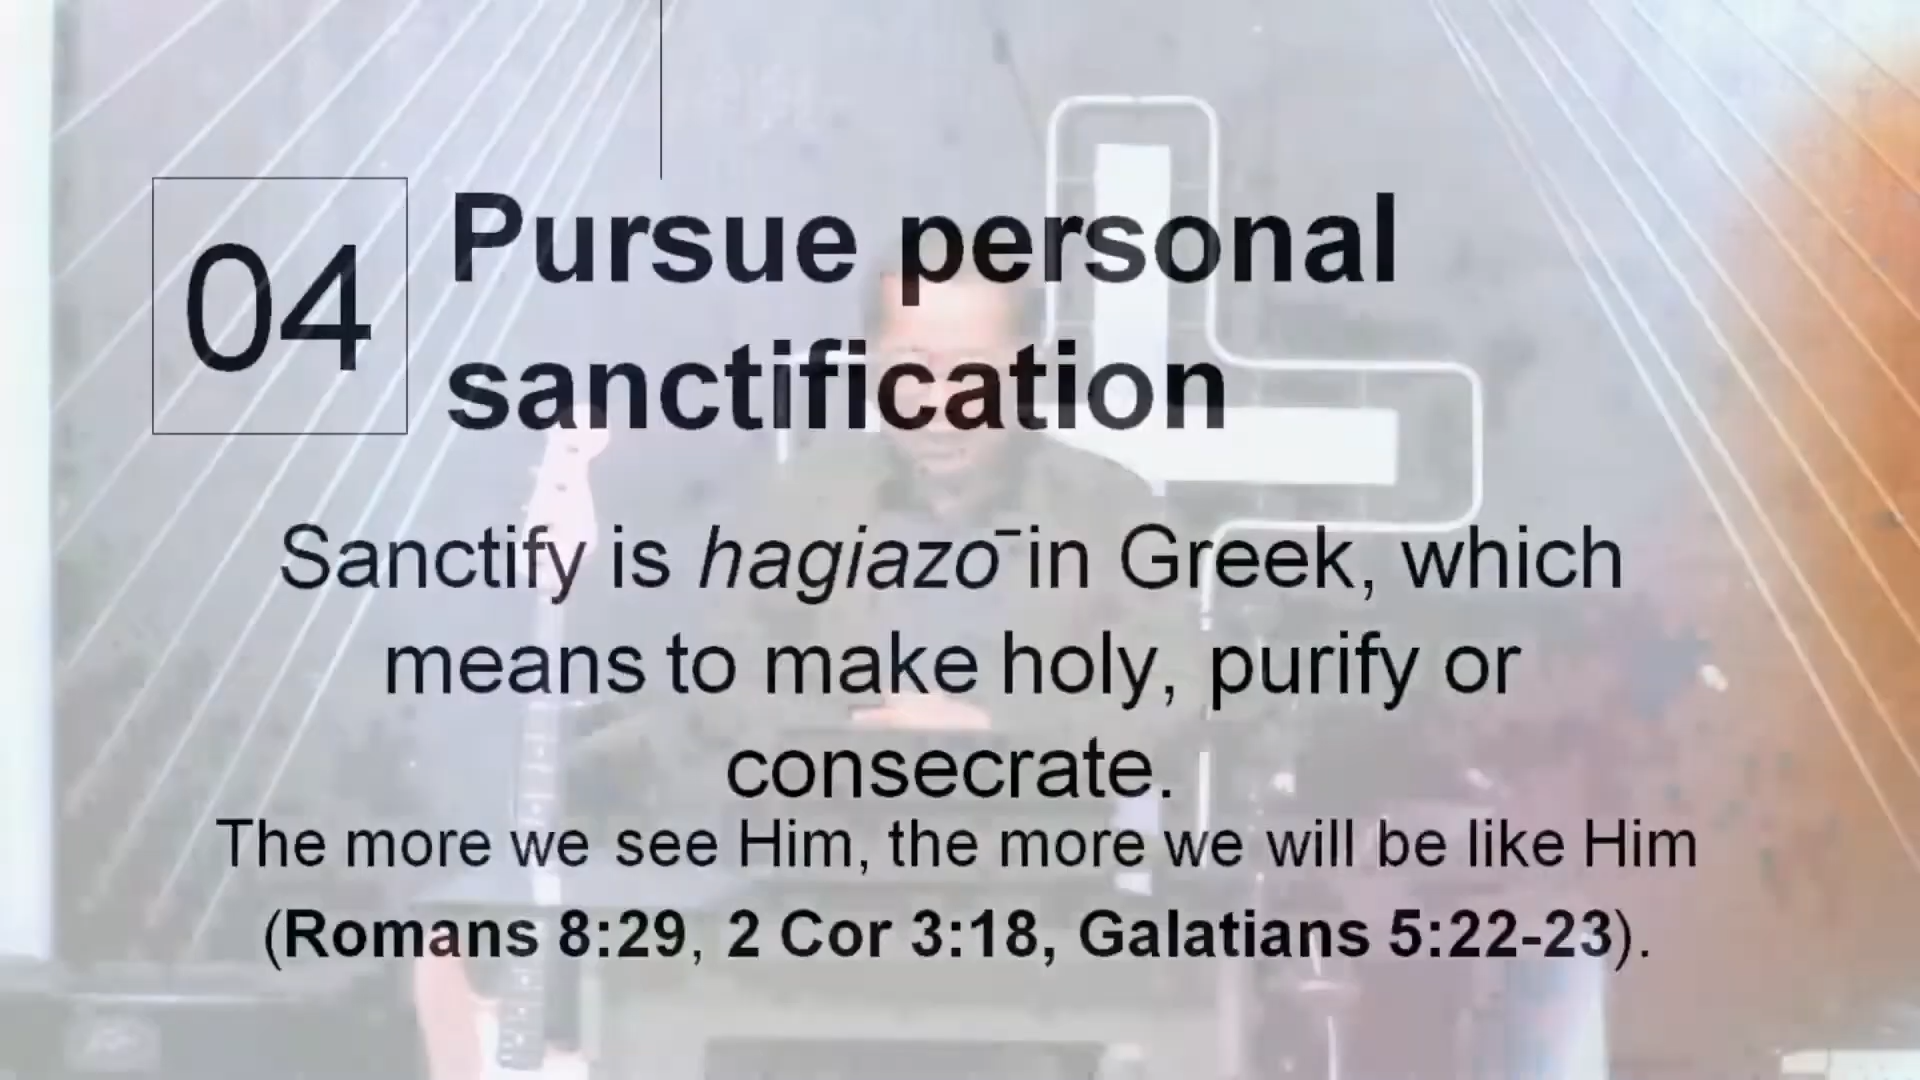 04
Pursue personal
sanctification
Sanctify is hagiazō in Greek, which
means to make holy, purify or
consecrate.
The more we see Him, the more we will be like Him
(Romans 8:29, 2 Cor 3:18, Galatians 5:22-23).